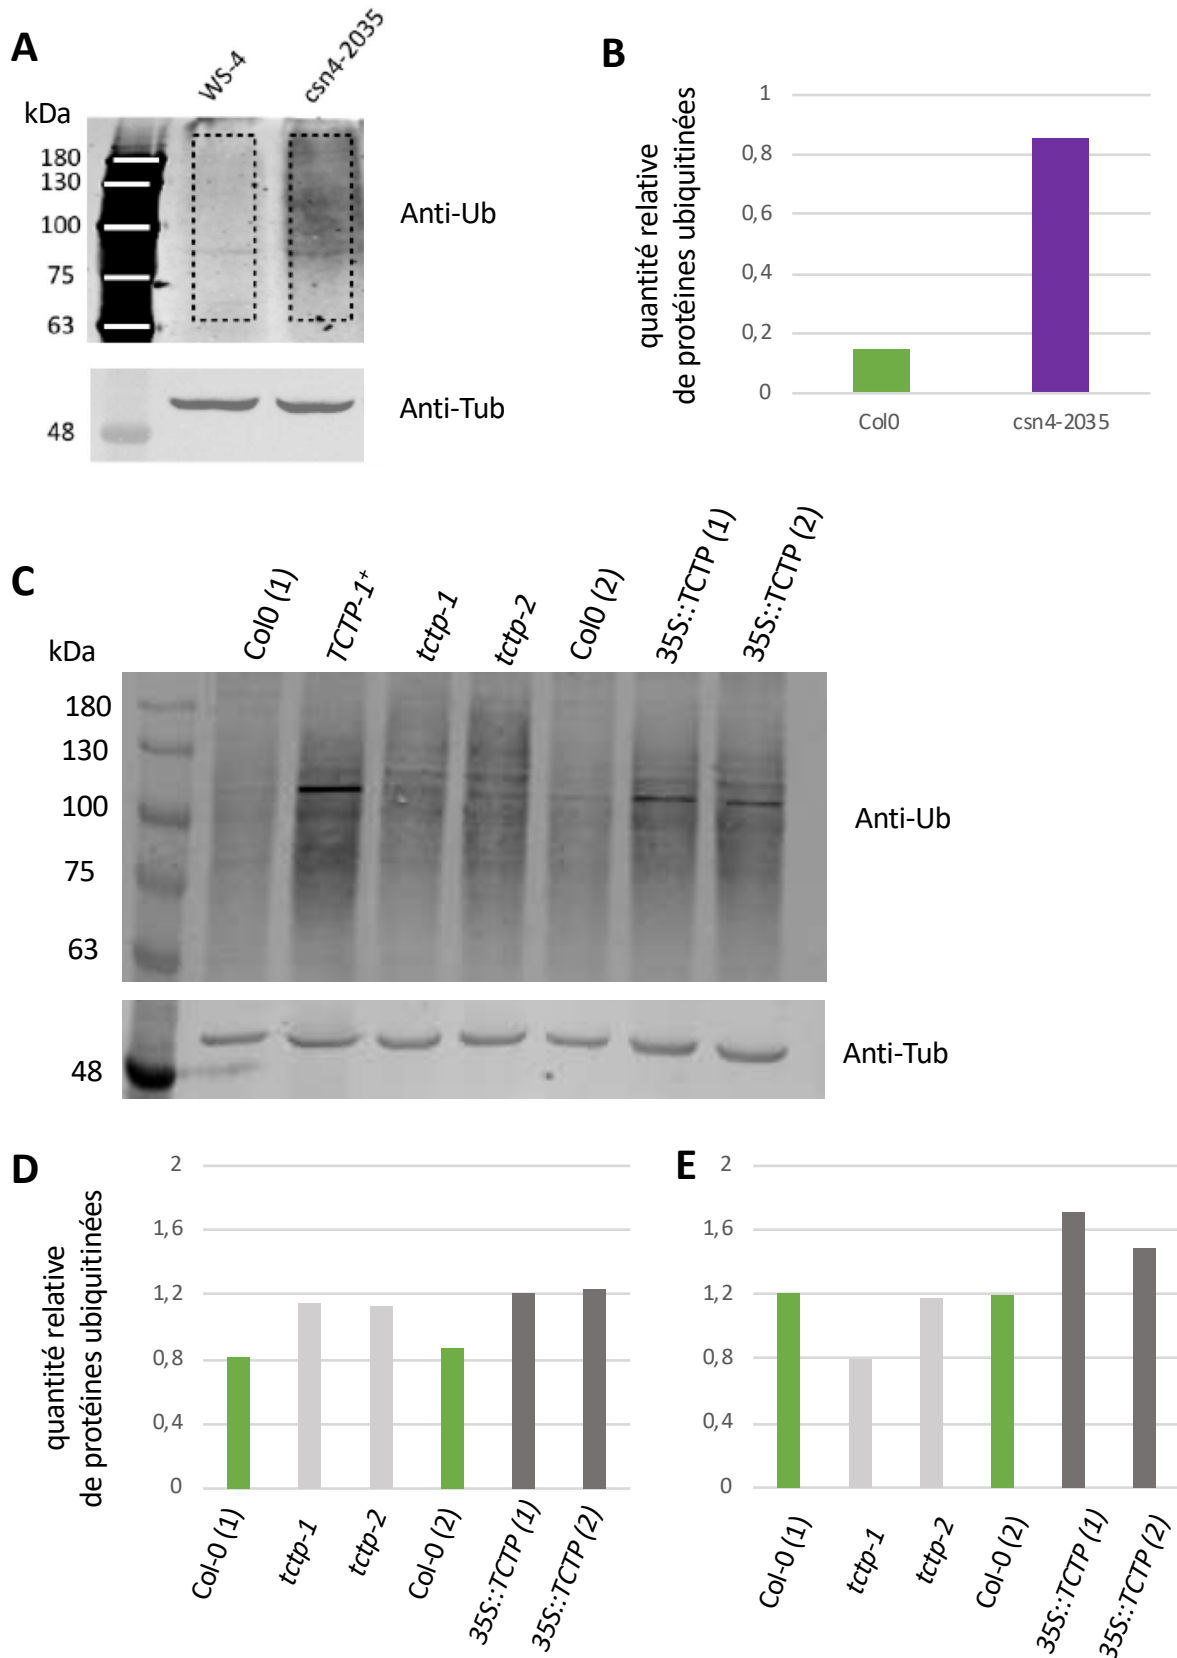 A
WS-4
csn4-2035
kDa
180
130
100
75
63
Anti-Ub
48
Anti-Tub
B
quantité relative
de protéines ubiquitinées
1
0,8
0,6
0,4
0,2
0
Col0
csn4-2035
C
kDa
Col0 (1)
TCTP-1+
tctp-1
tctp-2
Col0 (2)
35S::TCTP (1)
35S::TCTP (2)
180
130
100
75
63
Anti-Ub
48
Anti-Tub
D
quantité relative
de protéines ubiquitinées
2
1,6
1,2
0,8
0,4
0
Col-0 (1)
tctp-1
tctp-2
Col-0 (2)
35S::TCTP (1)
35S::TCTP (2)
E
2
1,6
1,2
0,8
0,4
0
Col-0 (1)
tctp-1
tctp-2
Col-0 (2)
35S::TCTP (1)
35S::TCTP (2)